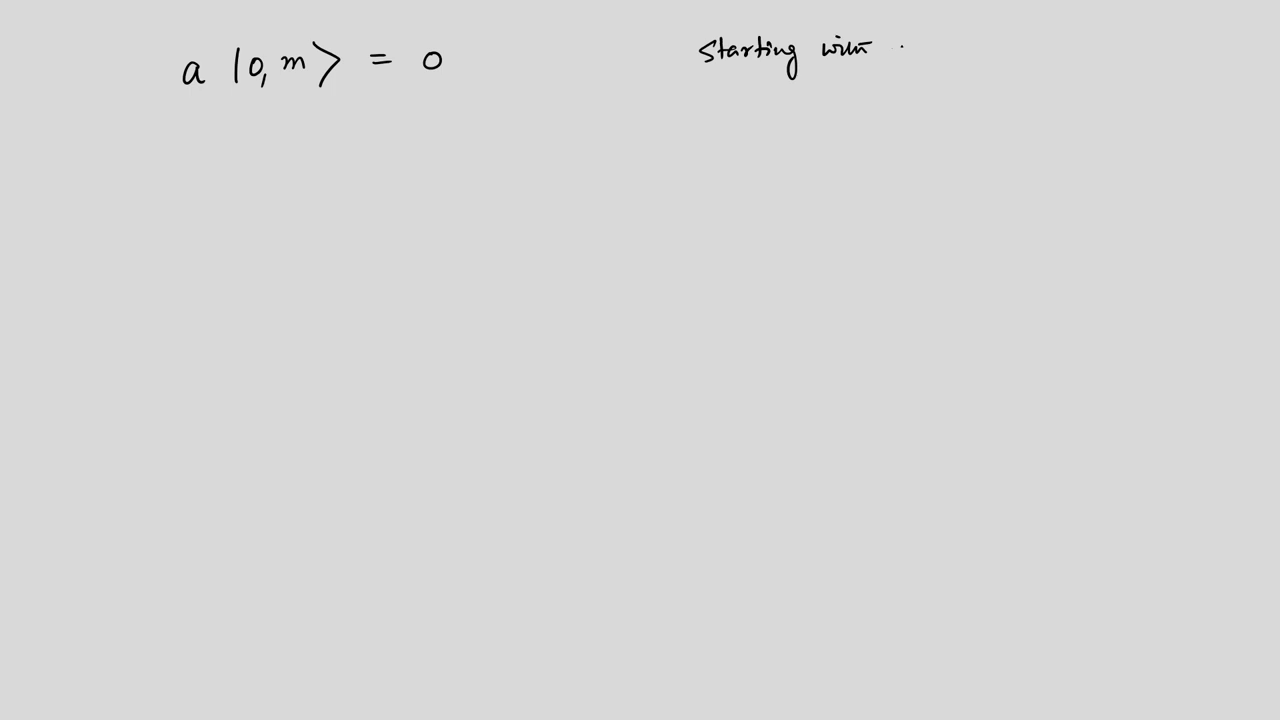 a |0, m⟩ = 0
Starting with